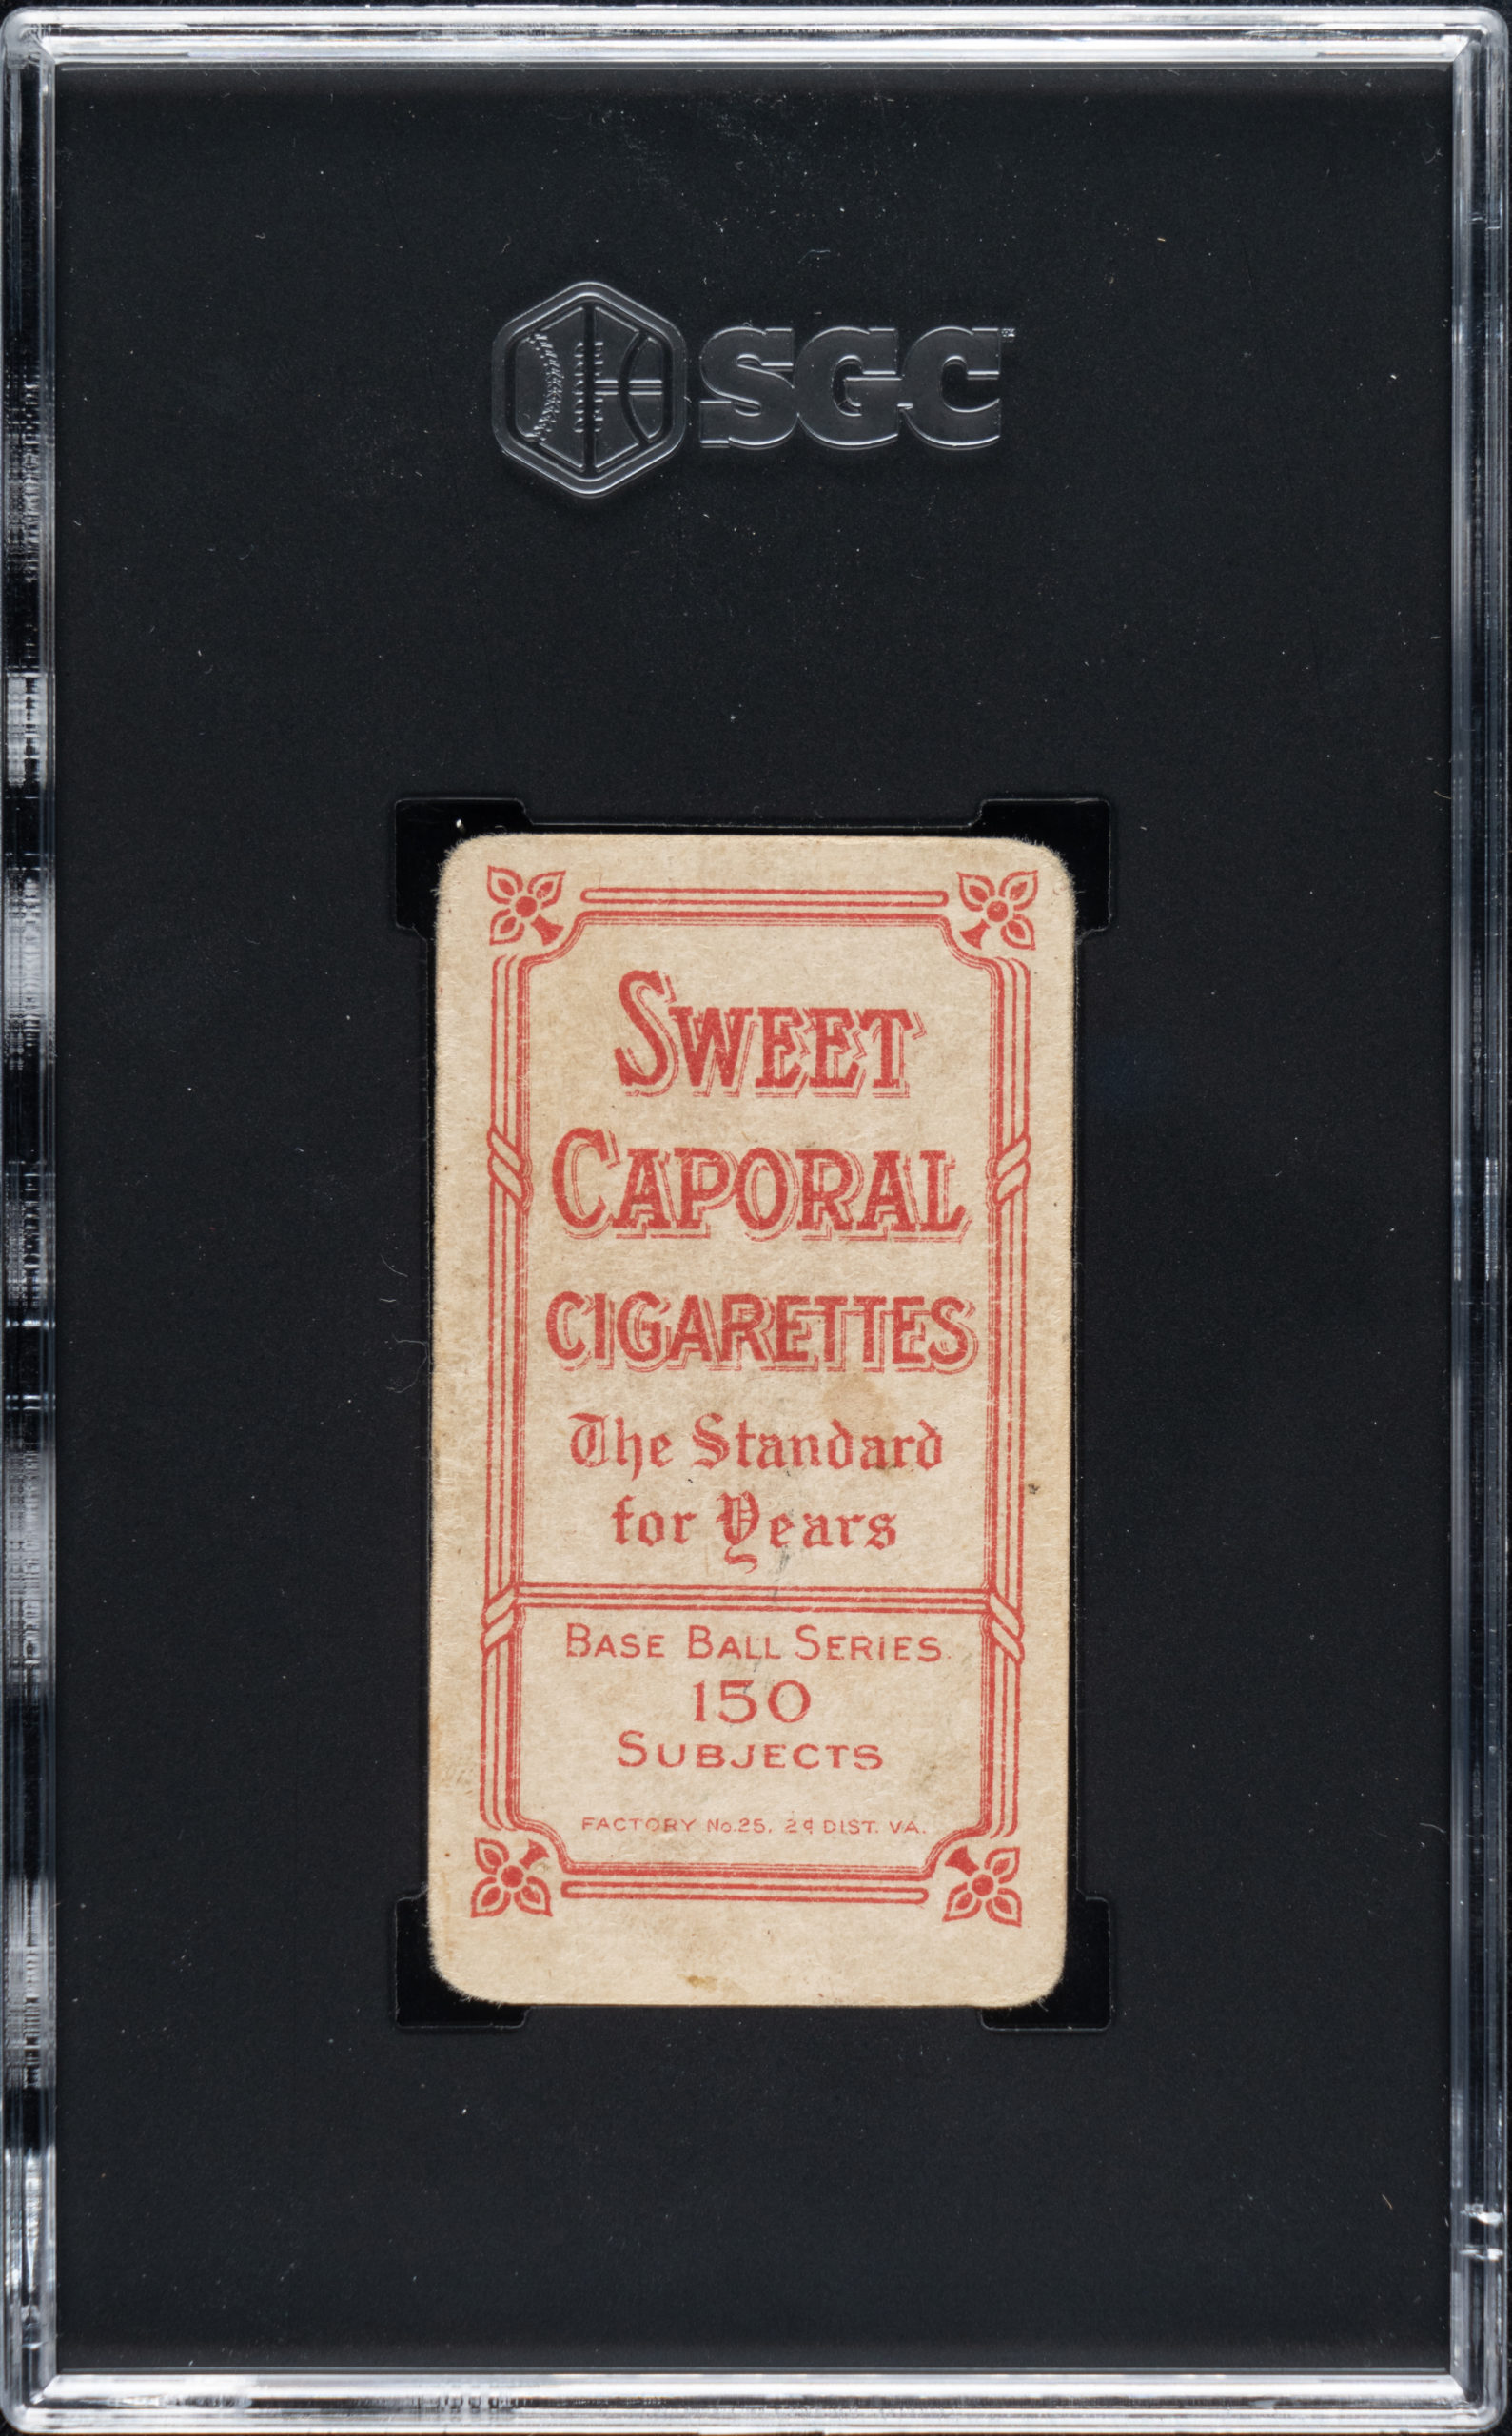 SGC
SWEET
CAPORAL
CIGARETTES
The Standard
for Years
BASE BALL SERIES.
150
SUBJECTS
FACTORY No. 25, 2d DIST. VA.